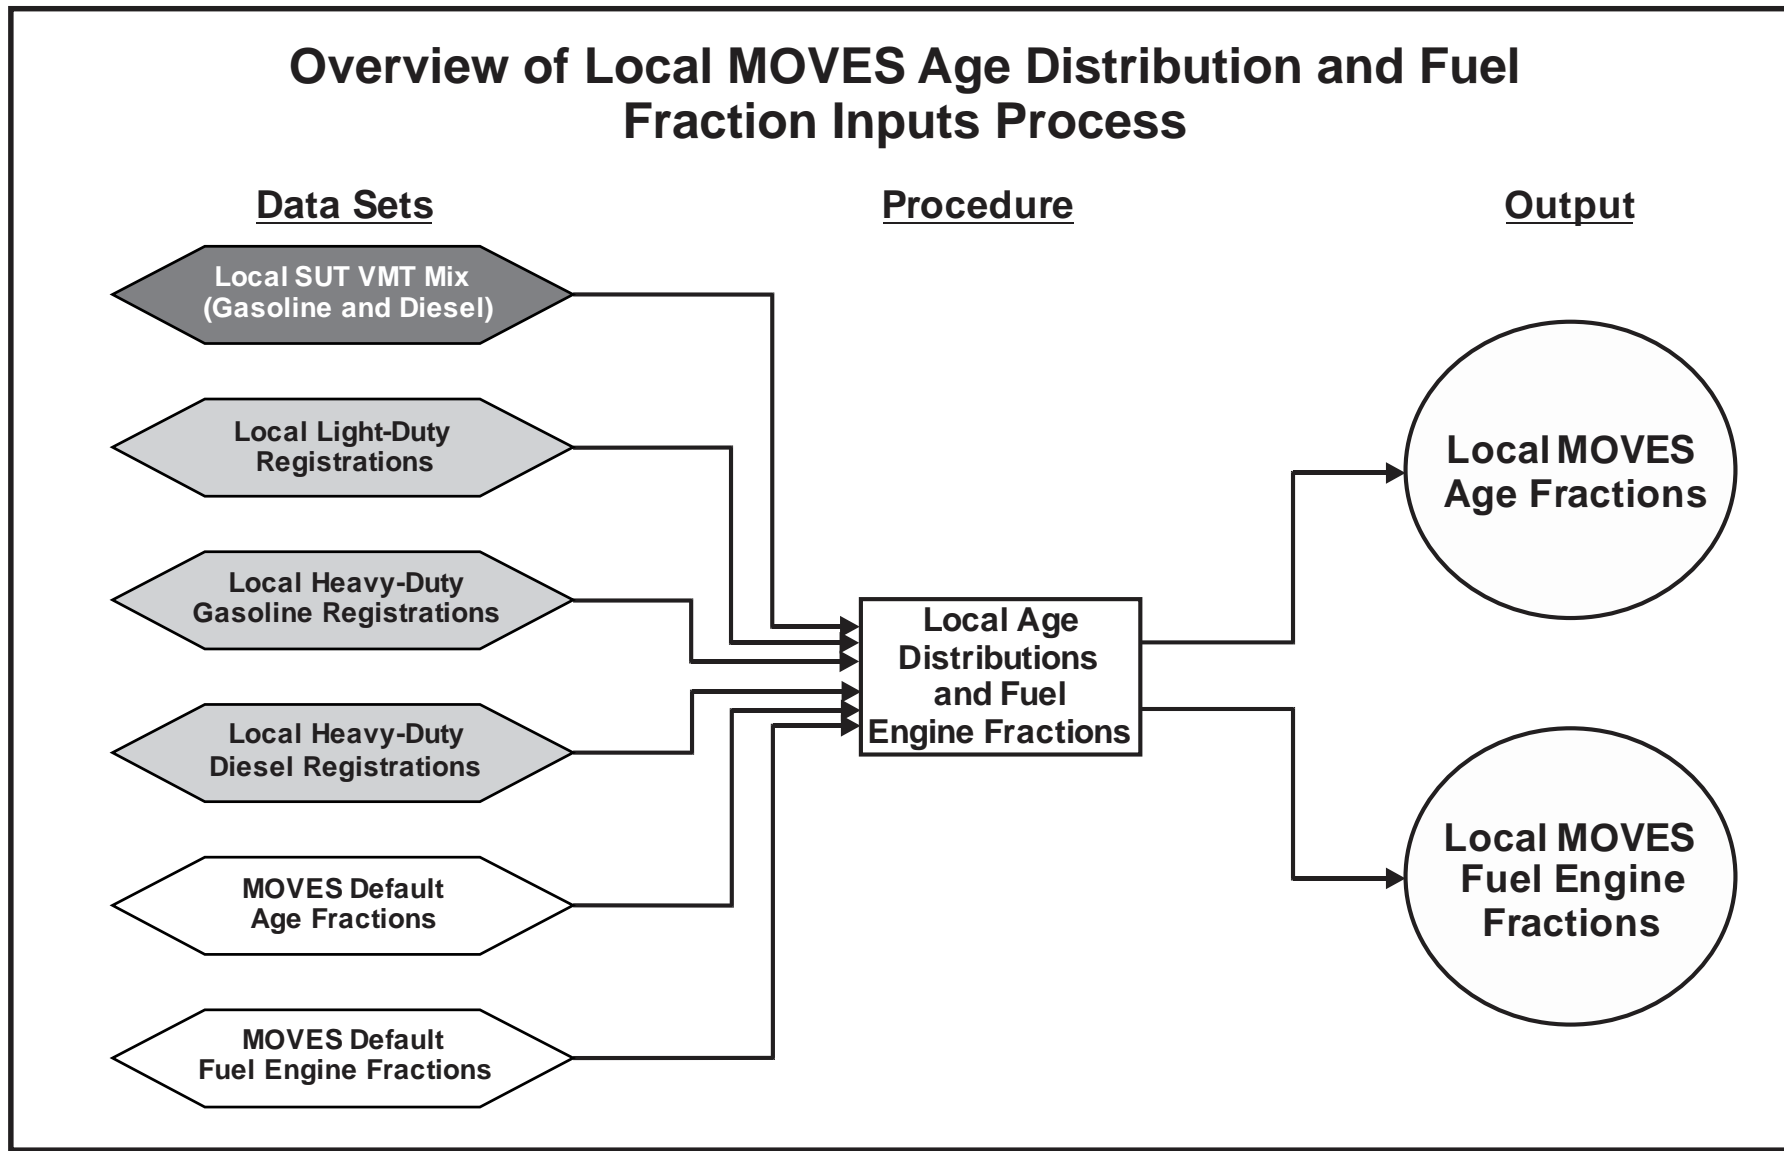 Overview of Local MOVES Age Distribution and Fuel
Fraction Inputs Process
Data Sets
Procedure
Output
Local SUT VMT Mix
(Gasoline and Diesel)
Local Light-Duty
Registrations
Local Heavy-Duty
Gasoline Registrations
Local Heavy-Duty
Diesel Registrations
MOVES Default
Age Fractions
MOVES Default
Fuel Engine Fractions
Local Age
Distributions
and Fuel
Engine Fractions
Local MOVES
Age Fractions
Local MOVES
Fuel Engine
Fractions